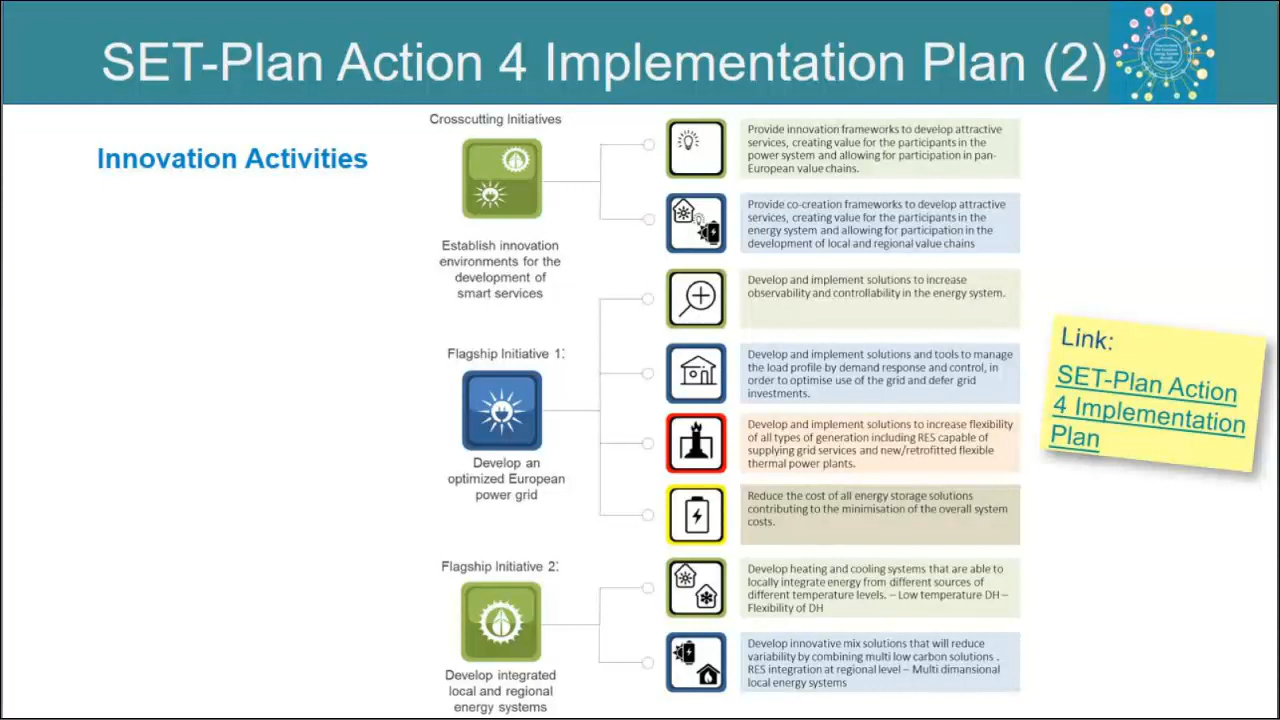 SET-Plan Action 4 Implementation Plan (2)
Innovation Activities
Crosscutting Initiatives
Establish innovation
environments for the
development of
smart services
Provide innovation frameworks to develop attractive
services, creating value for the participants in the
power system and allowing for participation in pan-
European value chains.
Provide co-creation frameworks to develop attractive
services, creating value for the participants in the
energy system and allowing for participation in the
development of local and regional value chains
Flagship Initiative 1:
Develop an
optimized European
power grid
Develop and implement solutions to increase
observability and controllability in the energy system.
Develop and implement solutions and tools to manage
the load profile by demand response and control, in
order to optimise use of the grid and defer grid
investments.
Develop and implement solutions to increase flexibility
of all types of generation including RES capable of
supplying grid services and new/retrofitted flexible
thermal power plants.
Reduce the cost of all energy storage solutions
contributing to the minimisation of the overall system
costs.
Flagship Initiative 2:
Develop integrated
local and regional
energy systems
Develop heating and cooling systems that are able to
locally integrate energy from different sources of
different temperature levels. – Low temperature DH –
Flexibility of DH
Develop innovative mix solutions that will reduce
variability by combining multi low carbon solutions .
RES integration at regional level – Multi dimansional
local energy systems
Link:
SET-Plan Action
4 Implementation
Plan